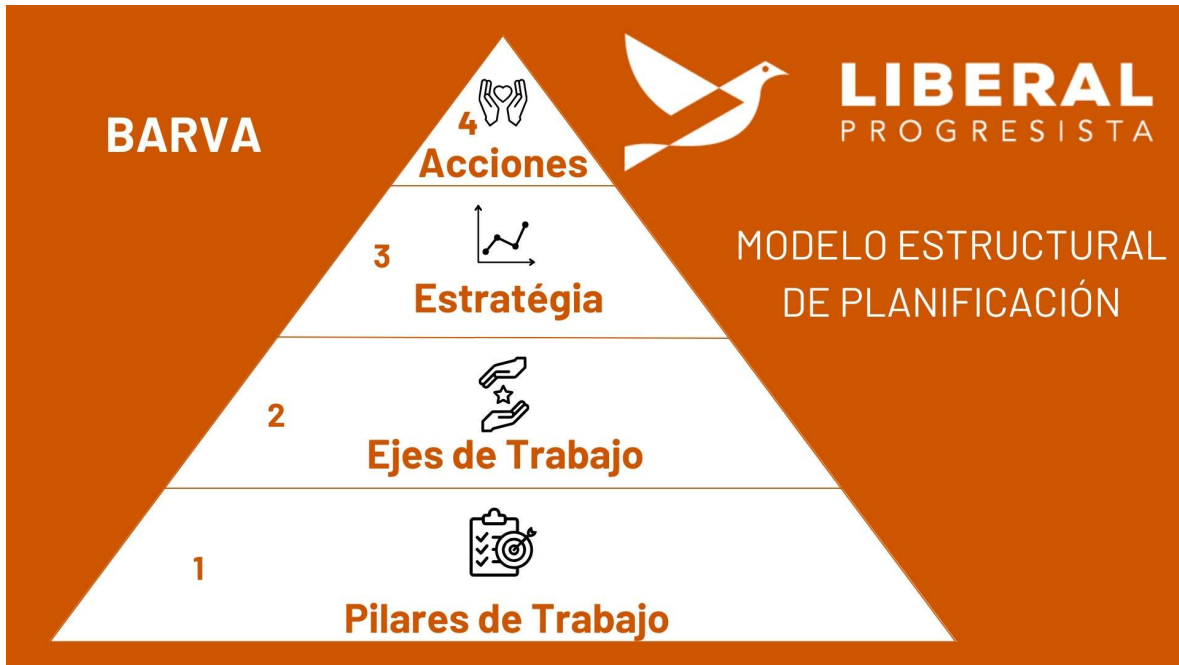 BARVA
LIBERAL
PROGRESISTA
MODELO ESTRUCTURAL
DE PLANIFICACIÓN
4
Acciones
3
Estratégia
2
Ejes de Trabajo
1
Pilares de Trabajo